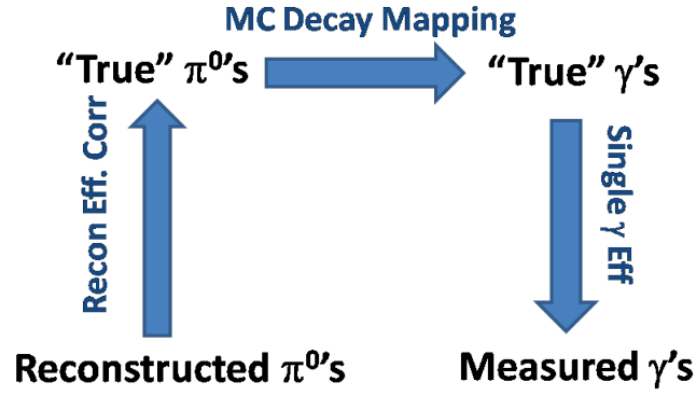 MC Decay Mapping
“True” π⁰’s
“True” γ’s
Recon Eff. Corr
Single γ Eff
Reconstructed π⁰’s
Measured γ’s